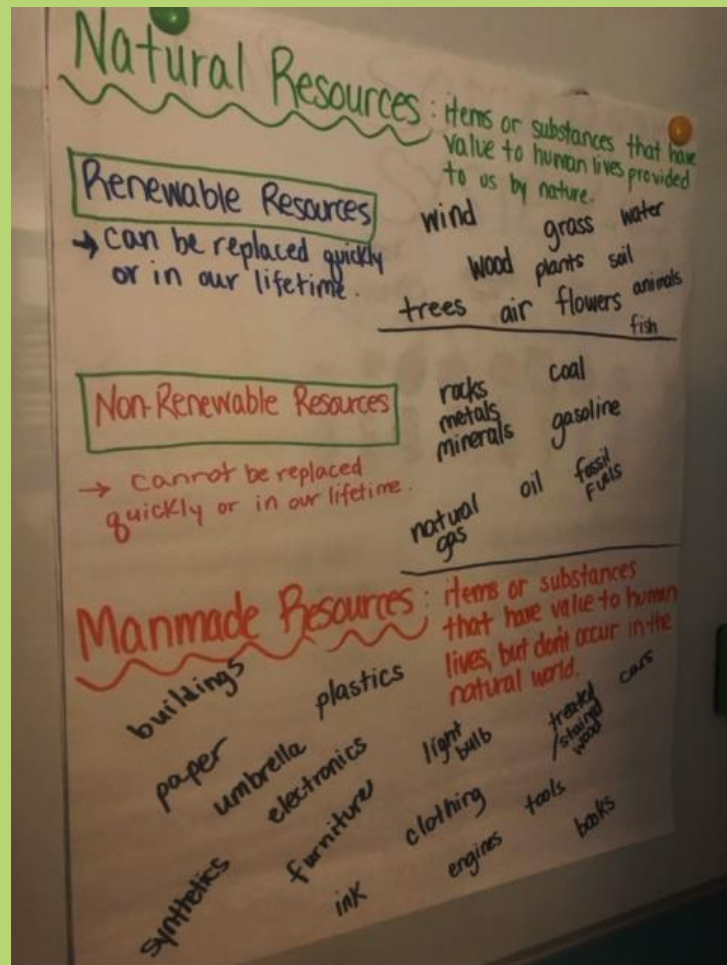 Natural Resources: items or substances that have
value to human lives provided
to us by nature.
Renewable Resources
→ can be replaced quickly
or in our lifetime.
wind grass water
wood plants soil
trees air flowers animals
fish
Non-Renewable Resources
→ cannot be replaced
quickly or in our lifetime.
rocks coal
metals
minerals gasoline
natural
gas oil fossil
fuels
Manmade Resources: items or substances
that have value to human
lives, but don't occur in the
natural world.
buildings plastics cars
paper umbrella light
bulb treated
/stained
wood
electronics
synthetics furniture clothing tools
ink engines books